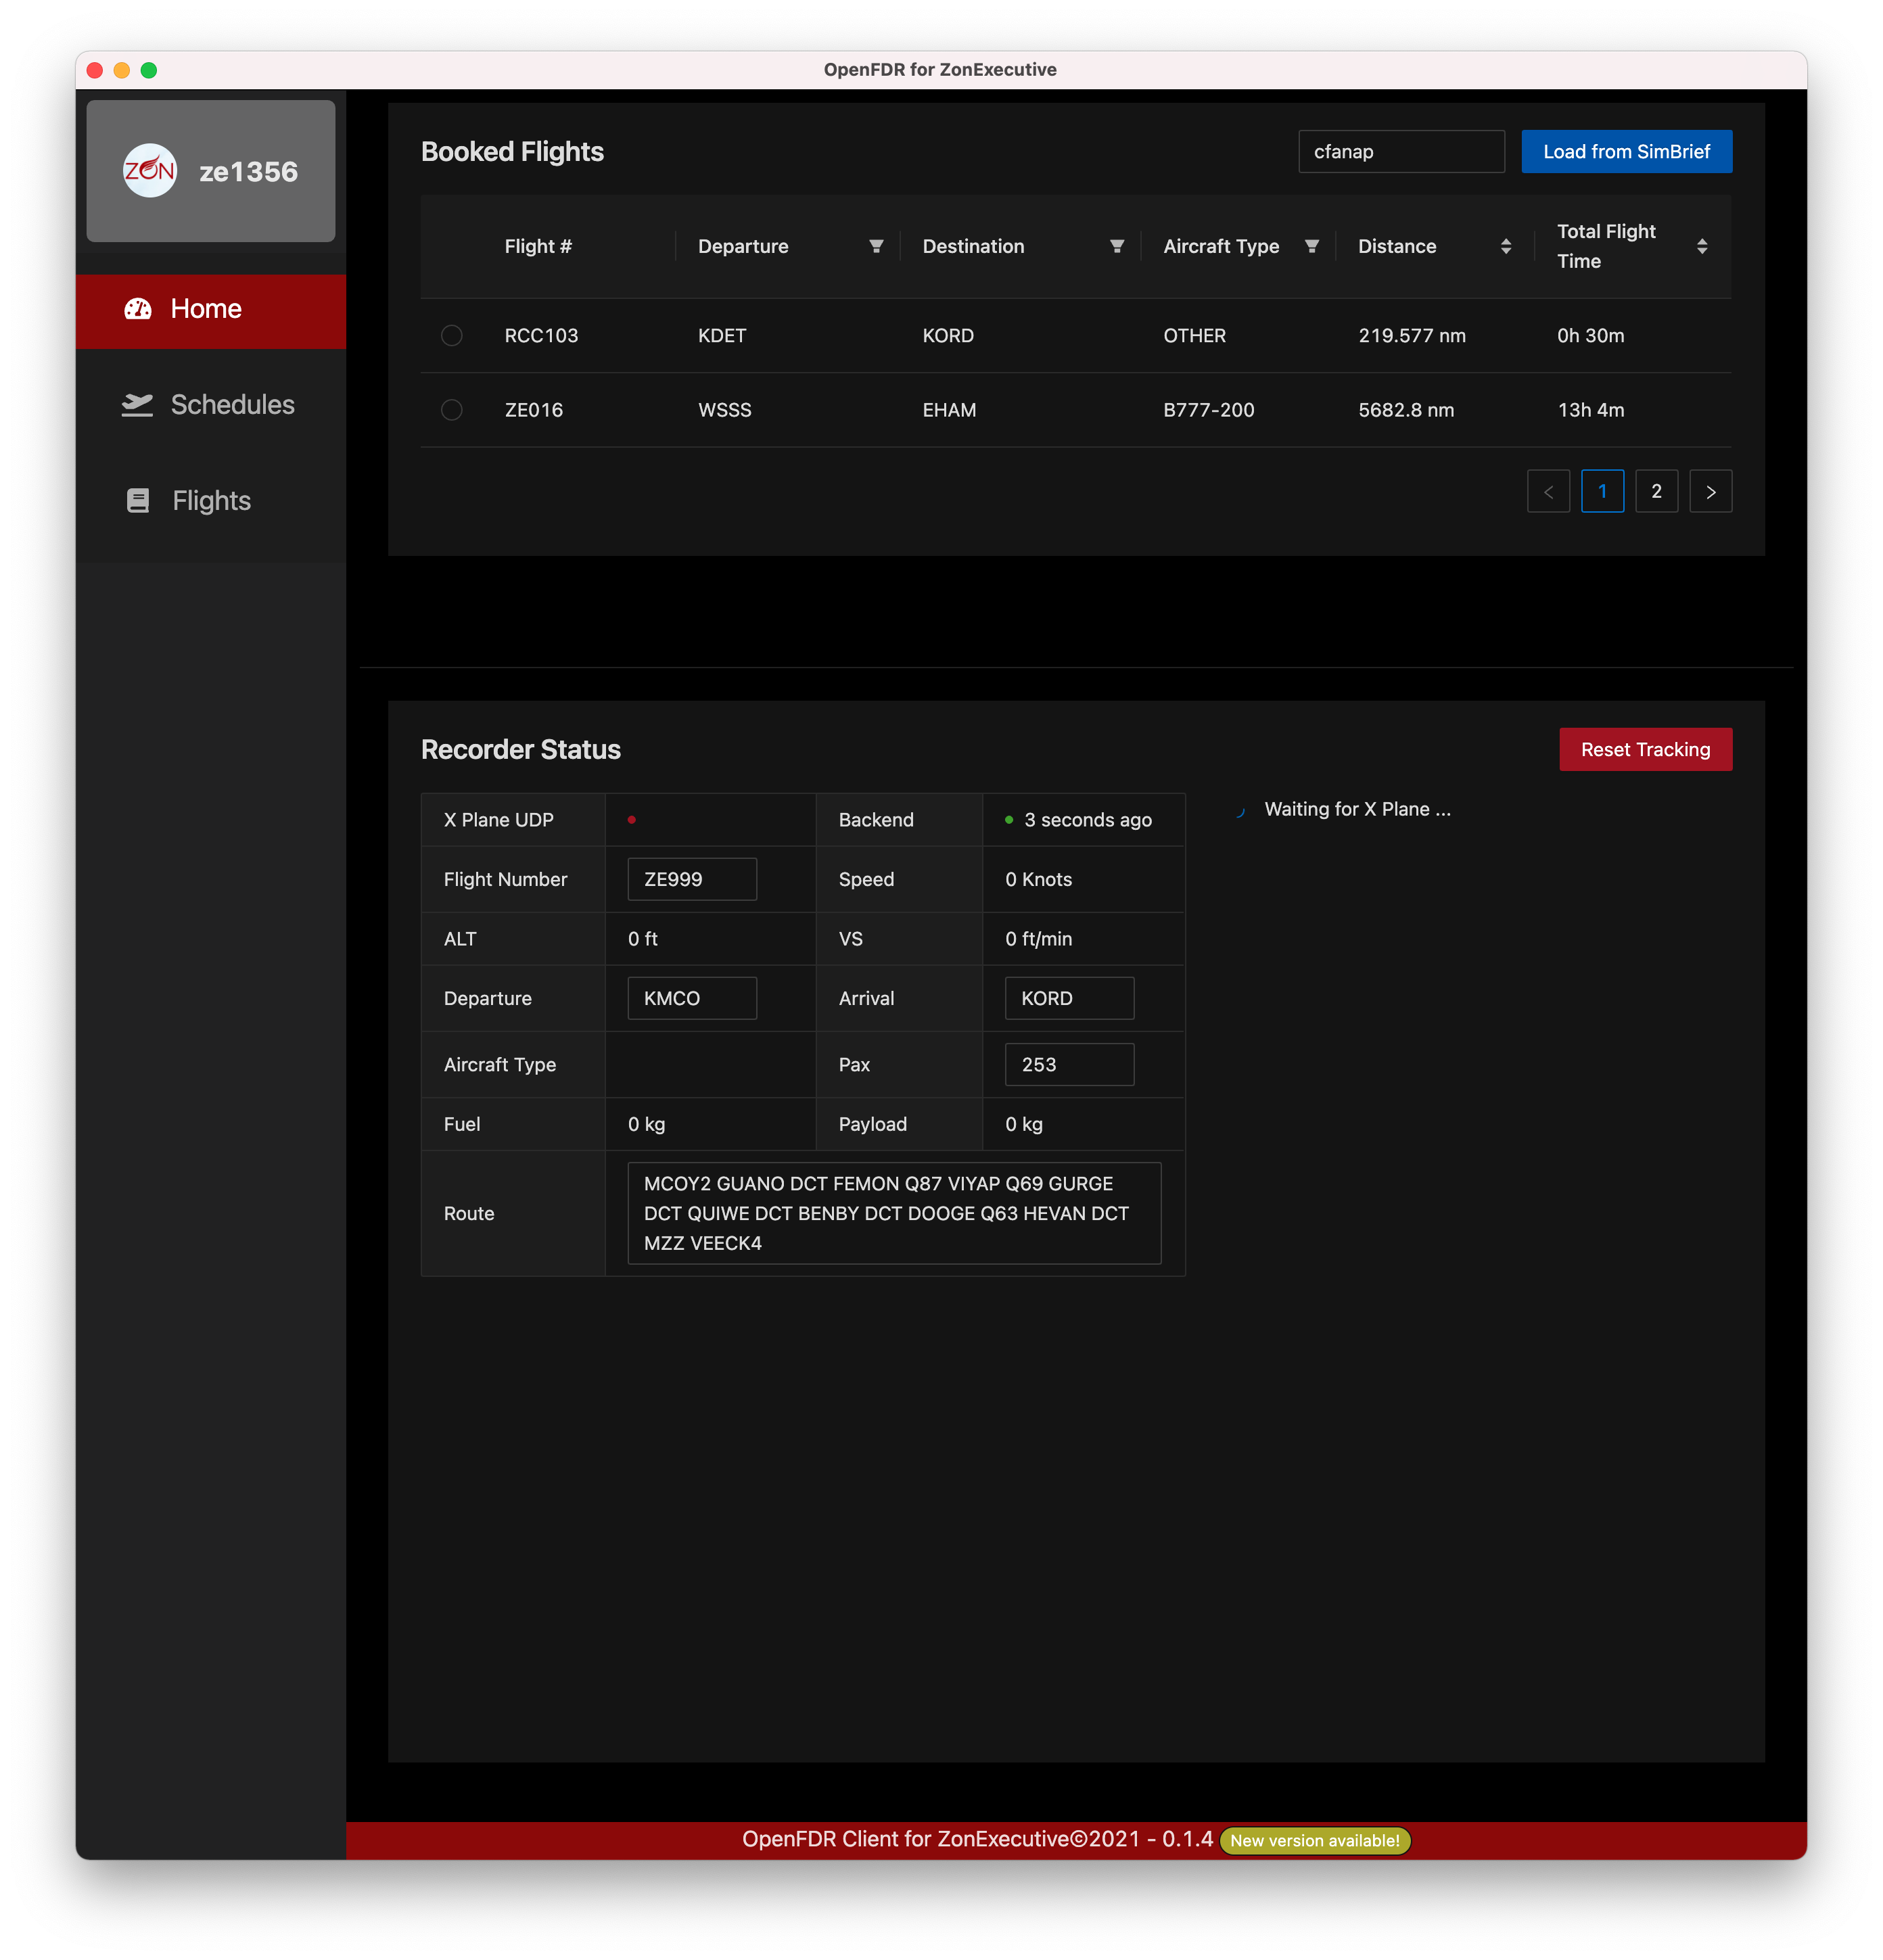 OpenFDR for ZonExecutive
ZON
ze1356
Home
Schedules
Flights
Booked Flights
cfanap
Load from SimBrief
Flight # Departure Destination Aircraft Type Distance Total Flight Time
RCC103 KDET KORD OTHER 219.577 nm 0h 30m
ZE016 WSSS EHAM B777-200 5682.8 nm 13h 4m
< 1 2 >
Recorder Status
Reset Tracking
X Plane UDP Backend 3 seconds ago
Waiting for X Plane ...
Flight Number ZE999 Speed 0 Knots
ALT 0 ft VS 0 ft/min
Departure KMCO Arrival KORD
Aircraft Type Pax 253
Fuel 0 kg Payload 0 kg
Route
MCOY2 GUANO DCT FEMON Q87 VIYAP Q69 GURGE
DCT QUIWE DCT BENBY DCT DOOGE Q63 HEVAN DCT
MZZ VEECK4
OpenFDR Client for ZonExecutive©2021 - 0.1.4 New version available!